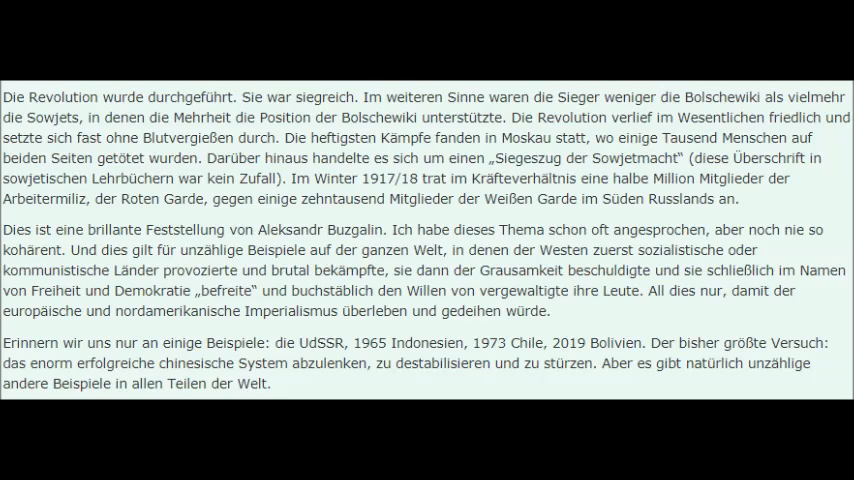 Die Revolution wurde durchgeführt. Sie war siegreich. Im weiteren Sinne waren die Sieger weniger die Bolschewiki als vielmehr
die Sowjets, in denen die Mehrheit die Position der Bolschewiki unterstützte. Die Revolution verlief im Wesentlichen friedlich und
setzte sich fast ohne Blutvergießen durch. Die heftigsten Kämpfe fanden in Moskau statt, wo einige Tausend Menschen auf
beiden Seiten getötet wurden. Darüber hinaus handelte es sich um einen „Siegeszug der Sowjetmacht“ (diese Überschrift in
sowjetischen Lehrbüchern war kein Zufall). Im Winter 1917/18 trat im Kräfteverhältnis eine halbe Million Mitglieder der
Arbeitermiliz, der Roten Garde, gegen einige zehntausend Mitglieder der Weißen Garde im Süden Russlands an.
Dies ist eine brillante Feststellung von Aleksandr Buzgalin. Ich habe dieses Thema schon oft angesprochen, aber noch nie so
kohärent. Und dies gilt für unzählige Beispiele auf der ganzen Welt, in denen der Westen zuerst sozialistische oder
kommunistische Länder provozierte und brutal bekämpfte, sie dann der Grausamkeit beschuldigte und sie schließlich im Namen
von Freiheit und Demokratie „befreite“ und buchstäblich den Willen von vergewaltigte ihre Leute. All dies nur, damit der
europäische und nordamerikanische Imperialismus überleben und gedeihen würde.
Erinnern wir uns nur an einige Beispiele: die UdSSR, 1965 Indonesien, 1973 Chile, 2019 Bolivien. Der bisher größte Versuch:
das enorm erfolgreiche chinesische System abzulenken, zu destabilisieren und zu stürzen. Aber es gibt natürlich unzählige
andere Beispiele in allen Teilen der Welt.